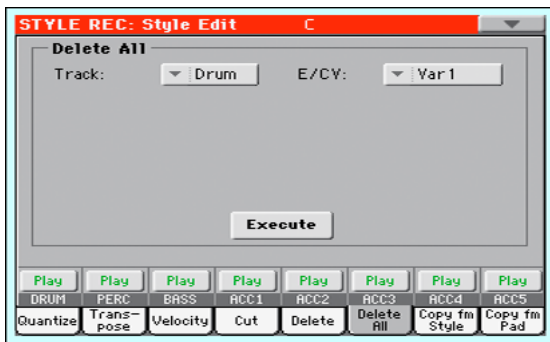 STYLE REC: Style Edit C
Delete All
Track: Drum E/CV: Var1
Execute
Play Play Play Play Play Play Play Play
DRUM PERC BASS ACC1 ACC2 ACC3 ACC4 ACC5
Quantize Trans-pose Velocity Cut Delete Delete All Copy fm Style Copy fm Pad